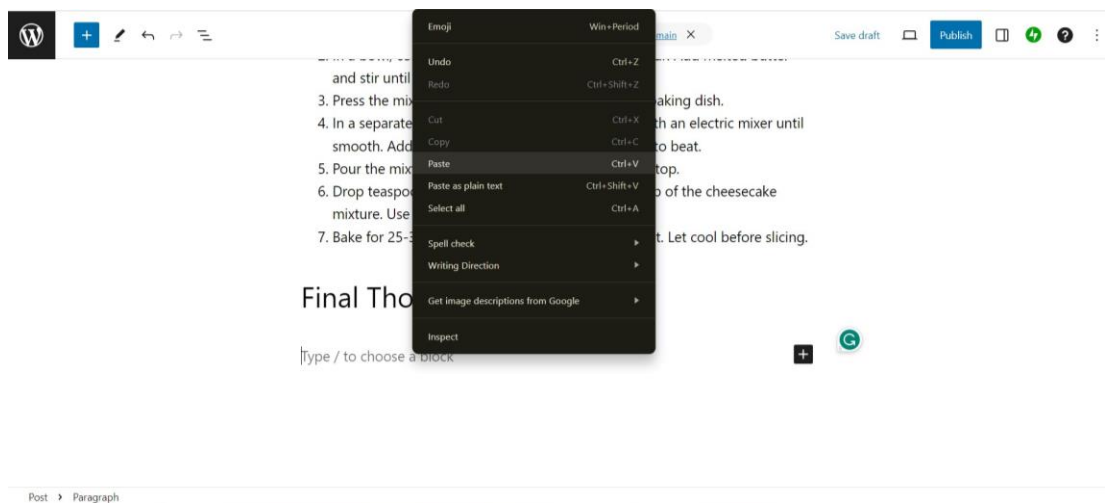 main X
Save draft
Publish
and stir until
3. Press the mix aking dish.
4. In a separate th an electric mixer until
smooth. Add to beat.
5. Pour the mix top.
6. Drop teaspoo of the cheesecake
mixture. Use
7. Bake for 25-3 t. Let cool before slicing.
Final Tho
Type / to choose a block
Emoji Win+Period
Undo Ctrl+Z
Redo Ctrl+Shift+Z
Cut Ctrl+X
Copy Ctrl+C
Paste Ctrl+V
Paste as plain text Ctrl+Shift+V
Select all Ctrl+A
Spell check
Writing Direction
Get image descriptions from Google
Inspect
Post > Paragraph